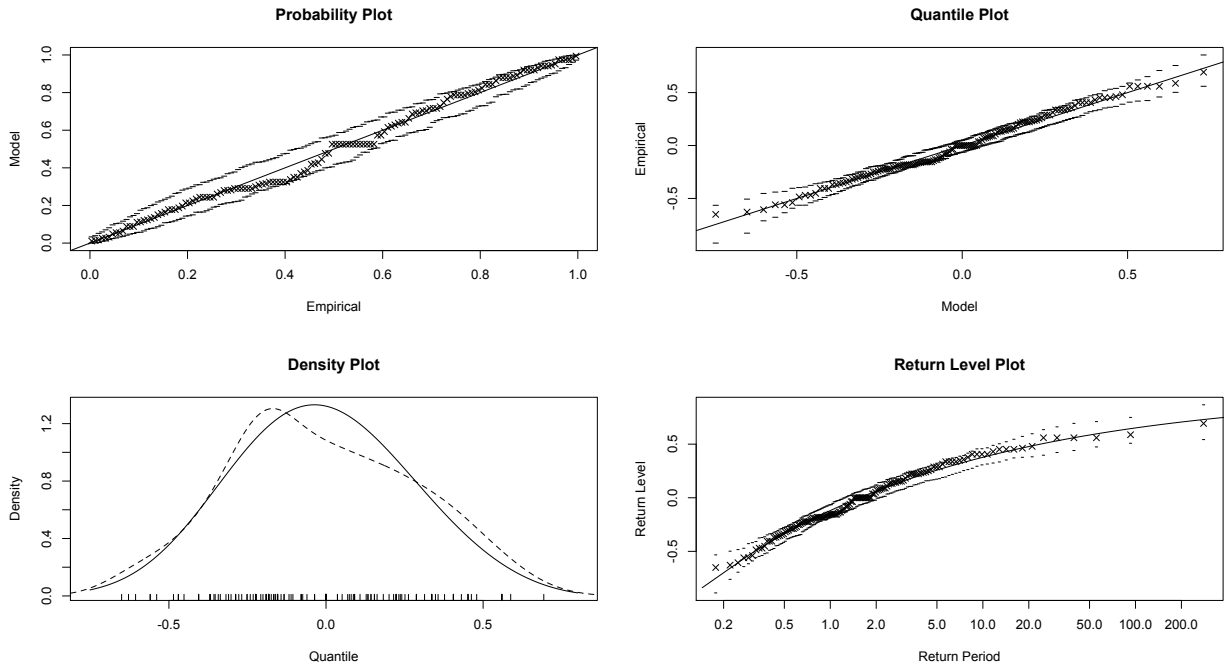 Probability Plot
Model
0.0 0.2 0.4 0.6 0.8 1.0
0.0 0.2 0.4 0.6 0.8 1.0
Empirical
Quantile Plot
Empirical
-0.5 0.0 0.5
-0.5 0.0 0.5
Model
Density Plot
Density
0.0 0.4 0.8 1.2
-0.5 0.0 0.5
Quantile
Return Level Plot
Return Level
-0.5 0.0 0.5
0.2 0.5 1.0 2.0 5.0 10.0 20.0 50.0 100.0 200.0
Return Period